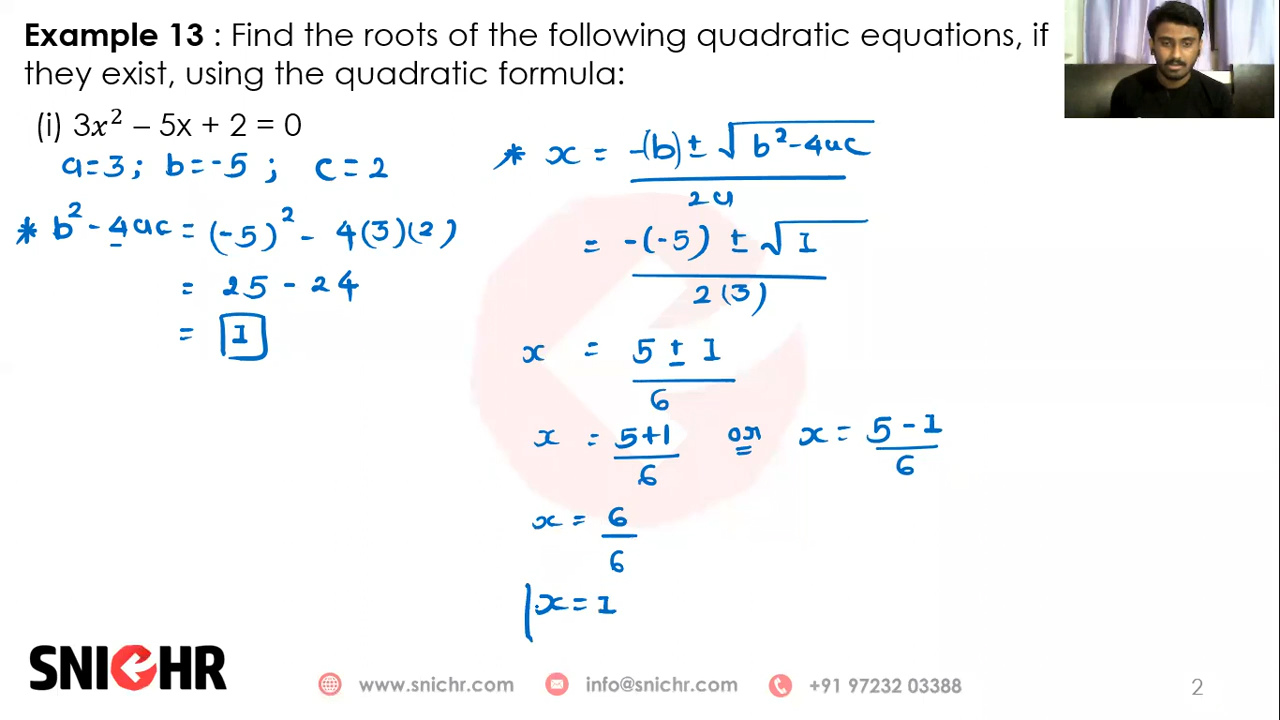 Example 13 : Find the roots of the following quadratic equations, if
they exist, using the quadratic formula:
(i) 3x² – 5x + 2 = 0
a=3; b=-5; c=2
* b² - 4ac = (-5)² - 4(3)(2)
= 25 - 24
= 1
* x = -(b) ± √(b²-4ac) / 2a
= -(-5) ± √1 / 2(3)
x = 5 ± 1 / 6
x = 5+1 / 6 or x = 5-1 / 6
x = 6 / 6
x = 1
SNICHR
www.snichr.com info@snichr.com +91 97232 03388 2